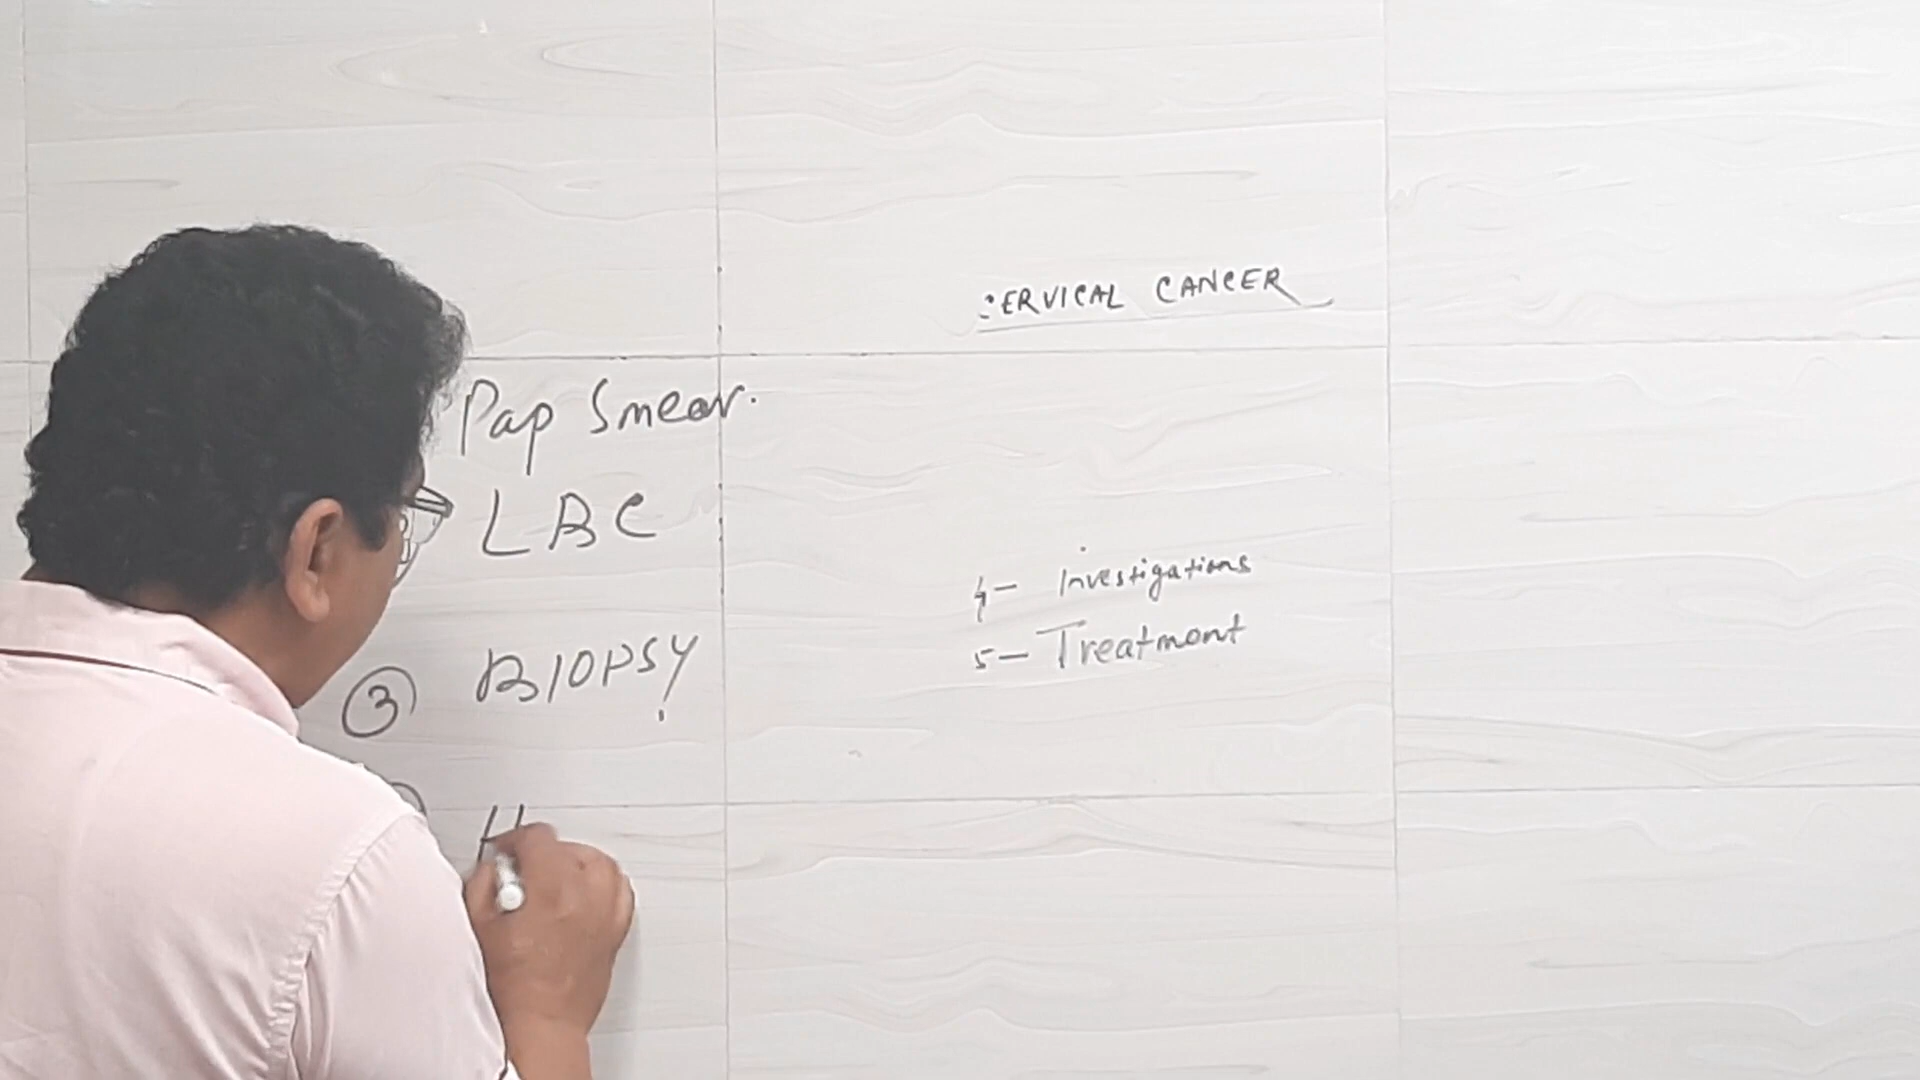 CERVICAL CANCER
Pap Smear.
LBC
③ BIOPSY
H
4- Investigations
5- Treatment